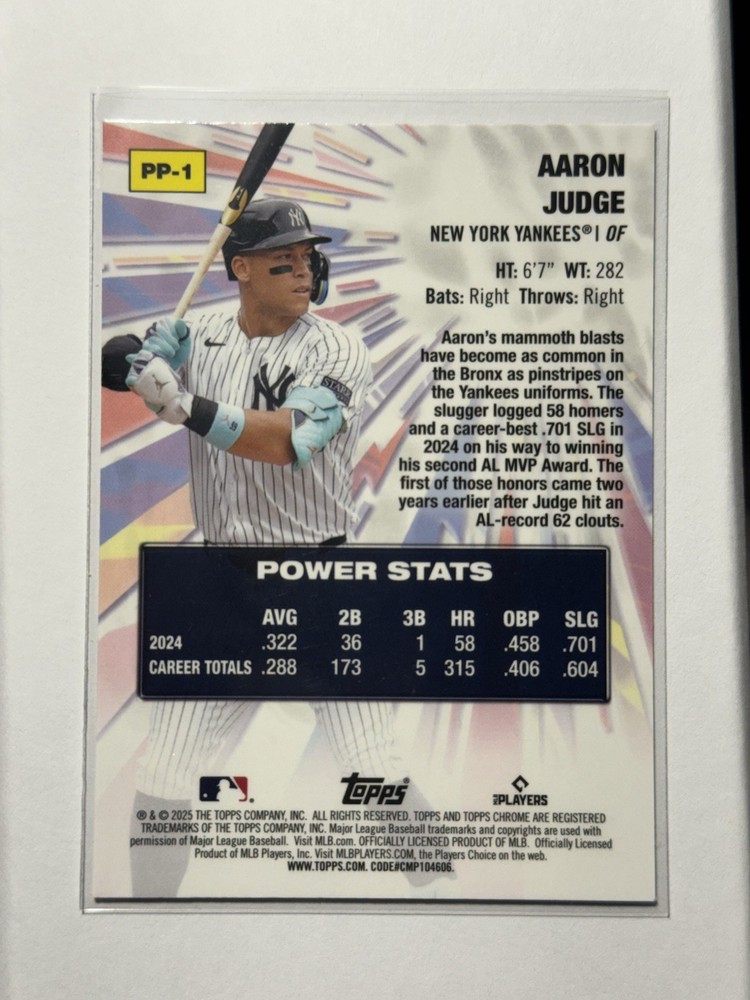 PP-1
AARON
JUDGE
NEW YORK YANKEES® | OF
HT: 6'7" WT: 282
Bats: Right Throws: Right
Aaron's mammoth blasts
have become as common in
the Bronx as pinstripes on
the Yankees uniforms. The
slugger logged 58 homers
and a career-best .701 SLG in
2024 on his way to winning
his second AL MVP Award. The
first of those honors came two
years earlier after Judge hit an
AL-record 62 clouts.
NY
NY
STARR
POWER STATS
AVG 2B 3B HR OBP SLG
2024 .322 36 1 58 .458 .701
CAREER TOTALS .288 173 5 315 .406 .604
topps
MLB PLAYERS
® & © 2025 THE TOPPS COMPANY, INC. ALL RIGHTS RESERVED. TOPPS AND TOPPS CHROME ARE REGISTERED
TRADEMARKS OF THE TOPPS COMPANY, INC. Major League Baseball trademarks and copyrights are used with
permission of Major League Baseball. Visit MLB.com. OFFICIALLY LICENSED PRODUCT OF MLB. Officially Licensed
Product of MLB Players, Inc. Visit MLBPLAYERS.COM, the Players Choice on the web.
WWW.TOPPS.COM. CODE#CMP104606.